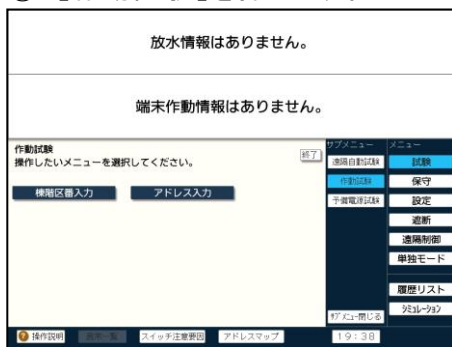 放水情報はありません。
端末作動情報はありません。
作動試験
操作したいメニューを選択してください。
終了
棟階区番入力
アドレス入力
サブメニュー
遠隔自動試験
作動試験
予備電源試験
ｻﾌﾞﾒﾆｭｰ閉じる
メニュー
試験
保守
設定
遮断
遠隔制御
単独モード
履歴リスト
ｼﾐｭﾚｰｼｮﾝ
操作説明
スイッチ注意要因
アドレスマップ
19:38